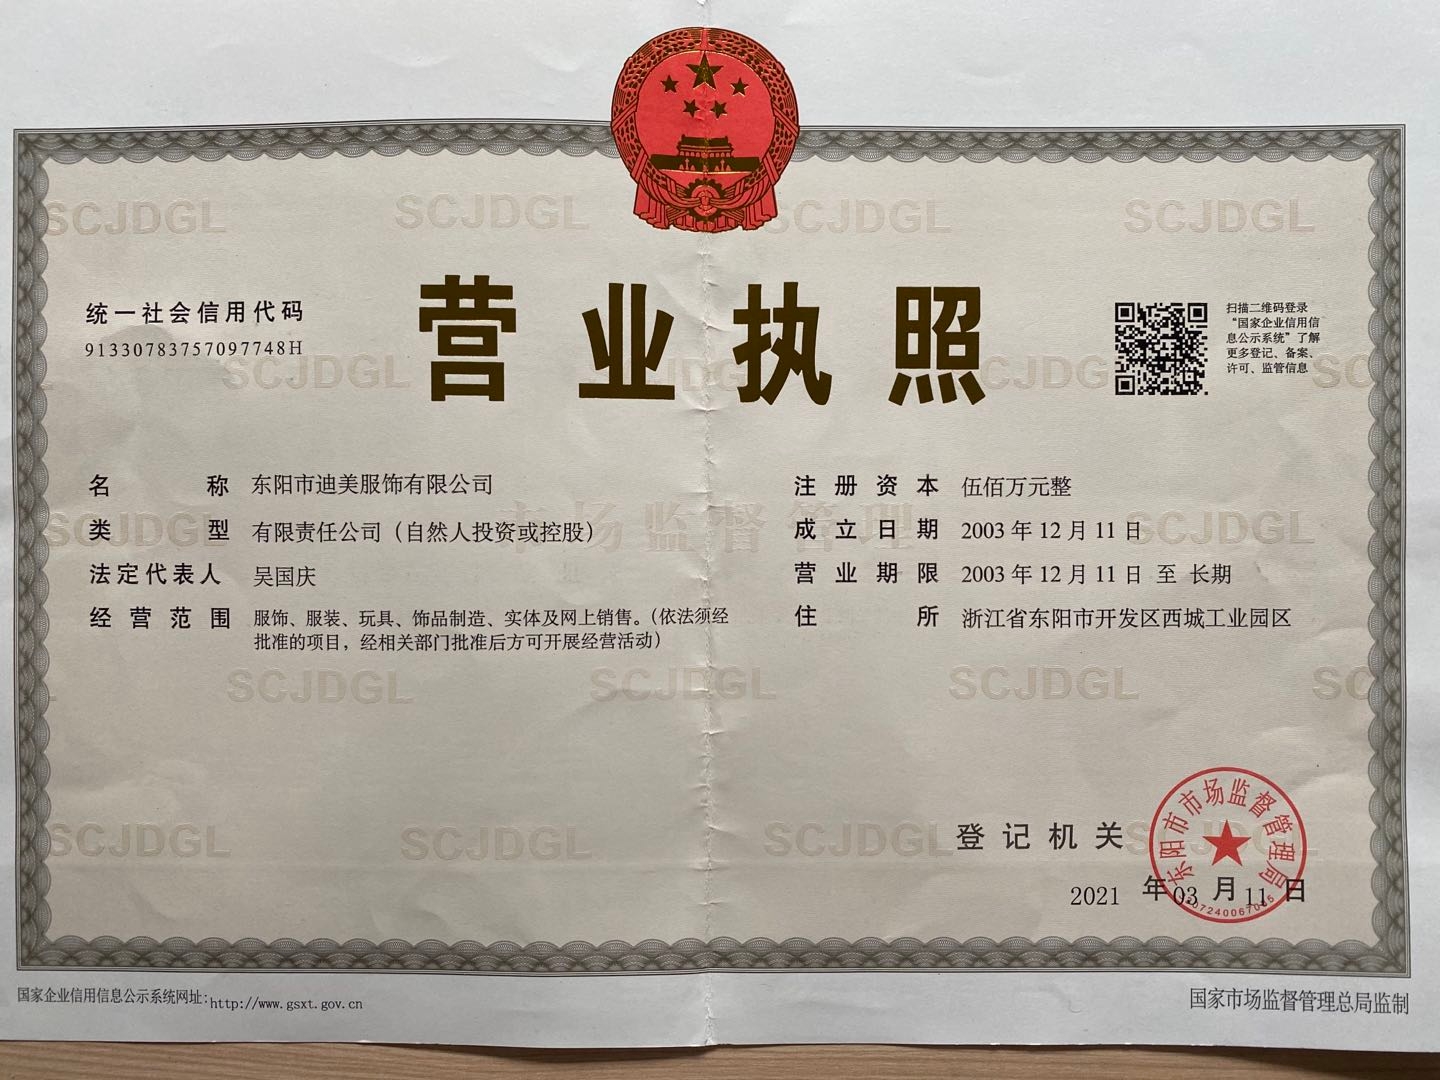 营业执照
统一社会信用代码
91330783757097748H
扫描二维码登录
“国家企业信用信
息公示系统”了解
更多登记、备案、
许可、监管信息
名称 东阳市迪美服饰有限公司
类型 有限责任公司（自然人投资或控股）
法定代表人 吴国庆
经营范围 服饰、服装、玩具、饰品制造、实体及网上销售。（依法须经
批准的项目，经相关部门批准后方可开展经营活动）
注册资本 伍佰万元整
成立日期 2003年12月11日
营业期限 2003年12月11日 至 长期
住所 浙江省东阳市开发区西城工业园区
SCJDGL
市场监督管理
登记机关
东阳市市场监督管理局
2021年03月11日
国家企业信用信息公示系统网址:http://www.gsxt.gov.cn
国家市场监督管理总局监制